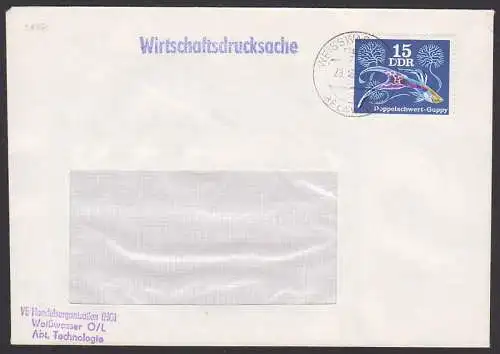 Wirtschaftsdrucksache
15
DDR
Doppelschwert-Guppy
VE Handelsorganisation (HO)
Weißwasser O/L
Abt. Technologie